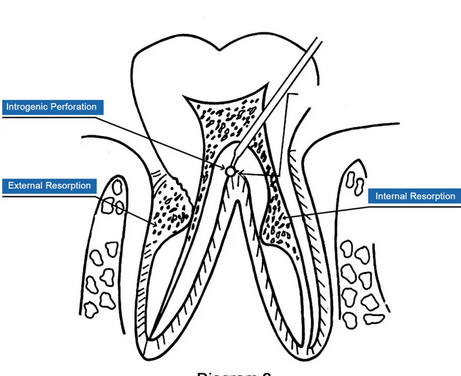 Introgenic Perforation
External Resorption
Internal Resorption